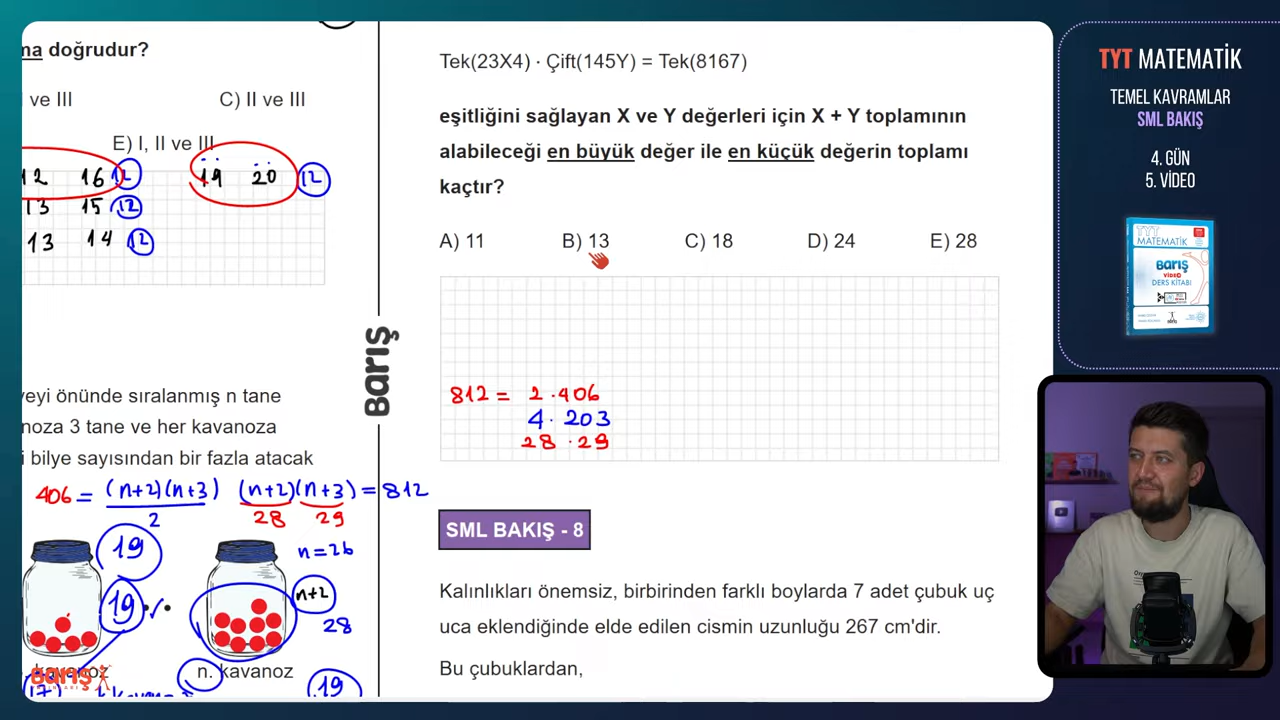 ma doğrudur?
I ve III
C) II ve III
E) I, II ve III
12 16 12
19 20 12
13 15 12
13 14 12
veyi önünde sıralanmış n tane
noza 3 tane ve her kavanoza
i bilye sayısından bir fazla atacak
406 = (n+2)(n+3) / 2
(n+2)(n+3) = 812
28 29
n=26
19
19
n+2
28
kavanoz
n. kavanoz
17
19
Barış
Barış
Tek(23X4) · Çift(145Y) = Tek(8167)
eşitliğini sağlayan X ve Y değerleri için X + Y toplamının
alabileceği en büyük değer ile en küçük değerin toplamı
kaçtır?
A) 11 B) 13 C) 18 D) 24 E) 28
812 = 2 · 406
4 · 203
28 · 29
SML BAKIŞ - 8
Kalınlıkları önemsiz, birbirinden farklı boylarda 7 adet çubuk uç
uca eklendiğinde elde edilen cismin uzunluğu 267 cm'dir.
Bu çubuklardan,
TYT MATEMATİK
TEMEL KAVRAMLAR
SML BAKIŞ
4. GÜN
5. VİDEO
TYT
MATEMATİK
Barış
VİDEO
DERS KİTABI